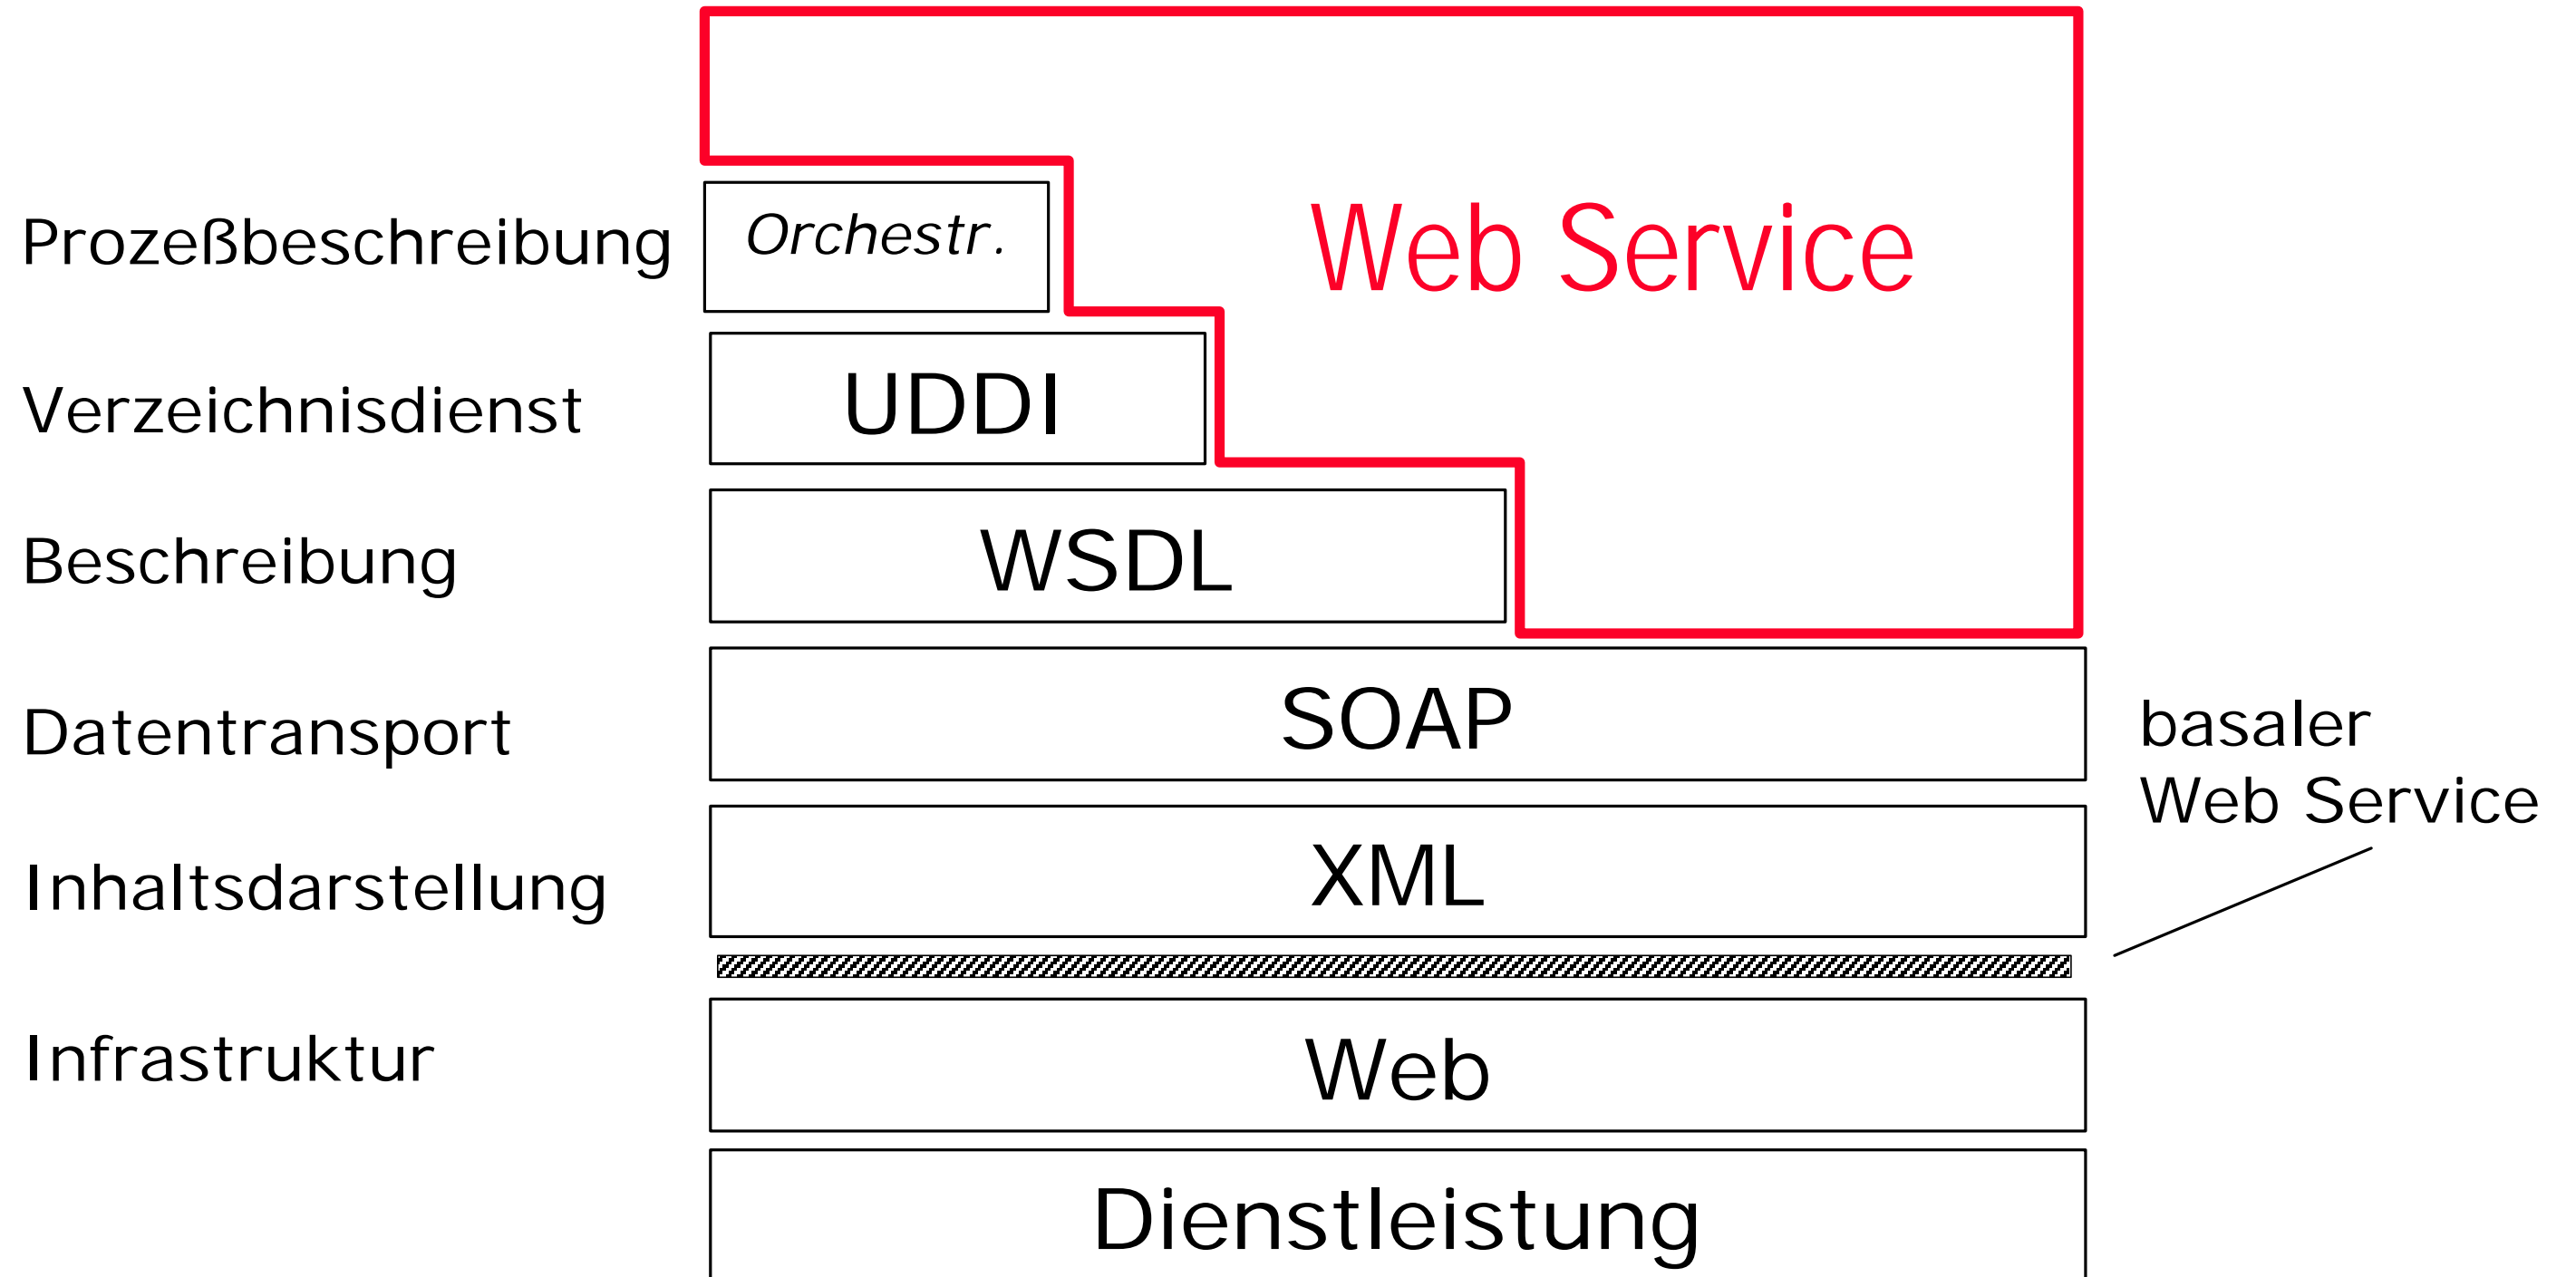 Web Service
Prozeßbeschreibung
Orchestr.
Verzeichnisdienst
UDDI
Beschreibung
WSDL
Datentransport
SOAP
basaler
Web Service
Inhaltsdarstellung
XML
Infrastruktur
Web
Dienstleistung